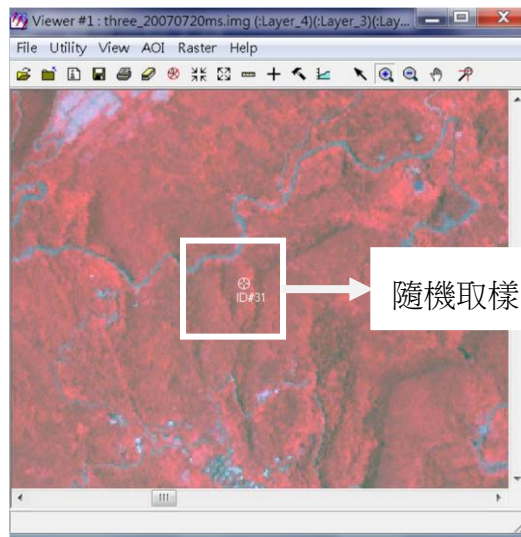 Viewer #1 : three_20070720ms.img (:Layer_4)(:Layer_3)(:Lay...
File Utility View AOI Raster Help
ID#31
隨機取樣